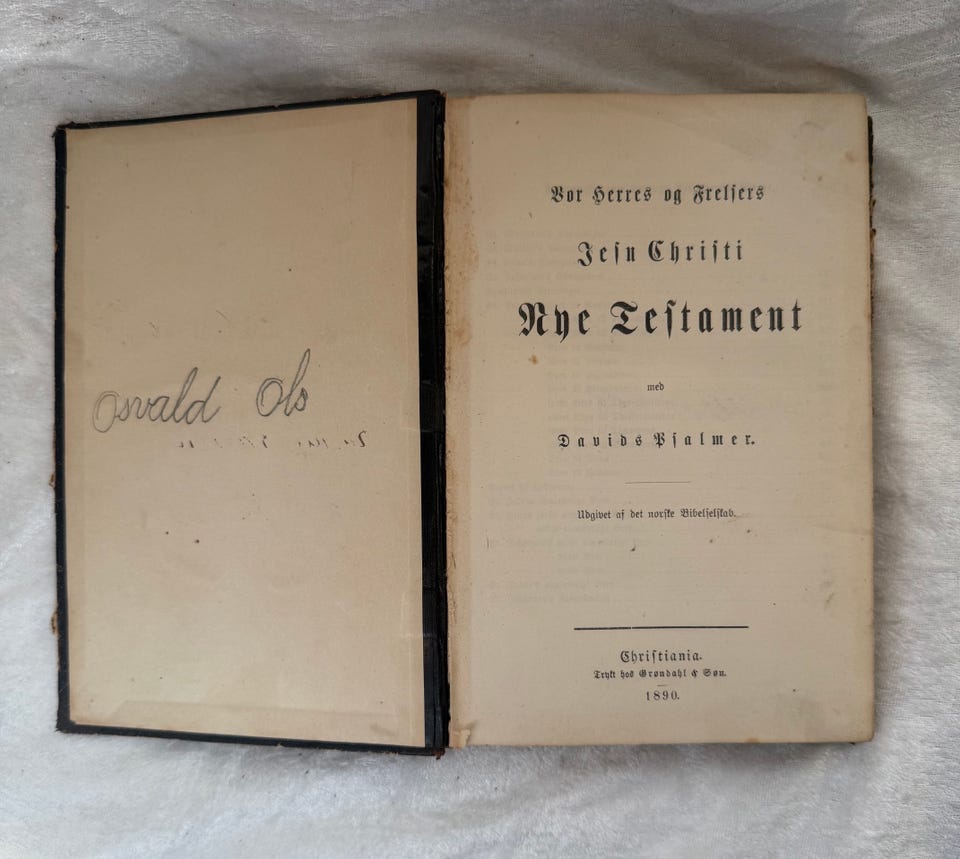 Osvald Ols
Vor Herres og Frelsers
Jesu Christi
Nye Testament
med
Davids Psalmer.
Udgivet af det norske Bibelselskab.
Christiania.
Trykt hos Grøndahl & Søn.
1890.